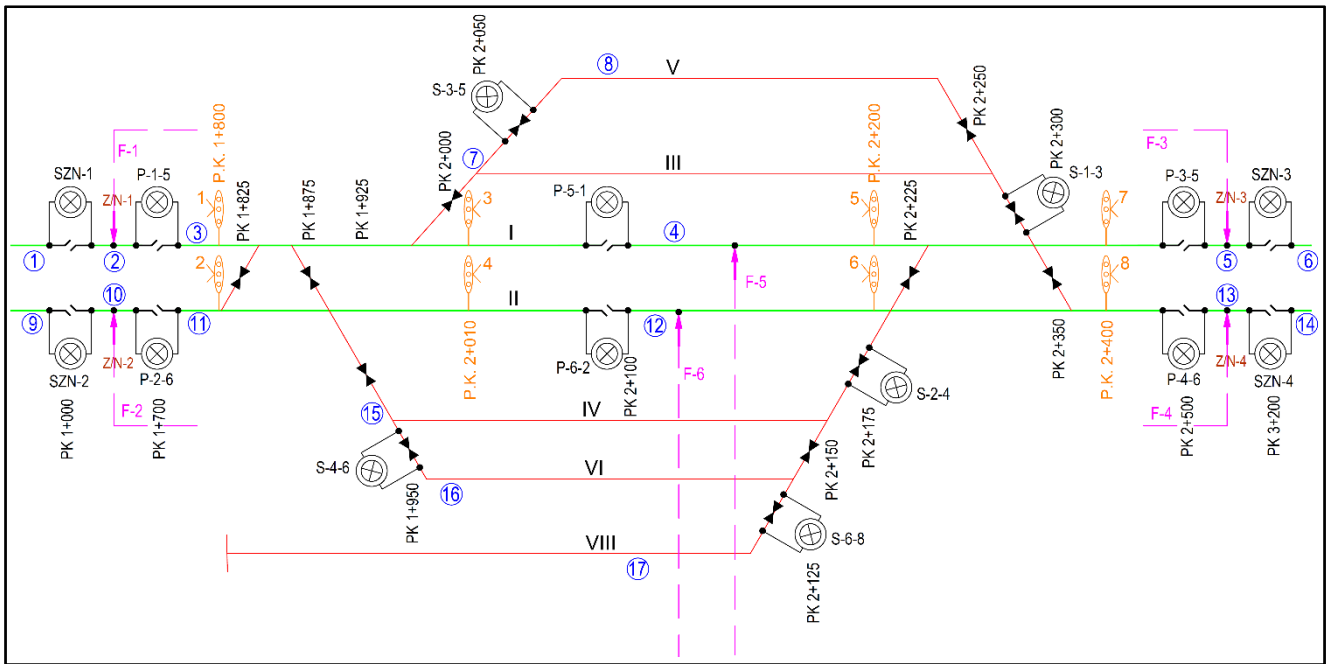 8
V
PK 2+050
S-3-5
PK 2+250
F-1
P.K. 1+800
PK 2+000
7
III
P.K. 2+200
PK 2+300
S-1-3
F-3
SZN-1
P-1-5
Z/N-1
1
PK 1+825
PK 1+875
PK 1+925
3
P-5-1
5
PK 2+225
7
P-3-5
Z/N-3
SZN-3
1
2
3
I
4
5
6
2
4
6
8
9
10
11
II
12
13
14
SZN-2
Z/N-2
P-2-6
P.K. 2+010
P-6-2
PK 2+100
F-6
F-5
PK 2+350
P.K. 2+400
P-4-6
Z/N-4
SZN-4
F-2
PK 1+000
PK 1+700
15
IV
PK 2+175
S-2-4
F-4
PK 2+500
PK 3+200
S-4-6
PK 1+950
16
VI
PK 2+150
VIII
17
S-6-8
PK 2+125